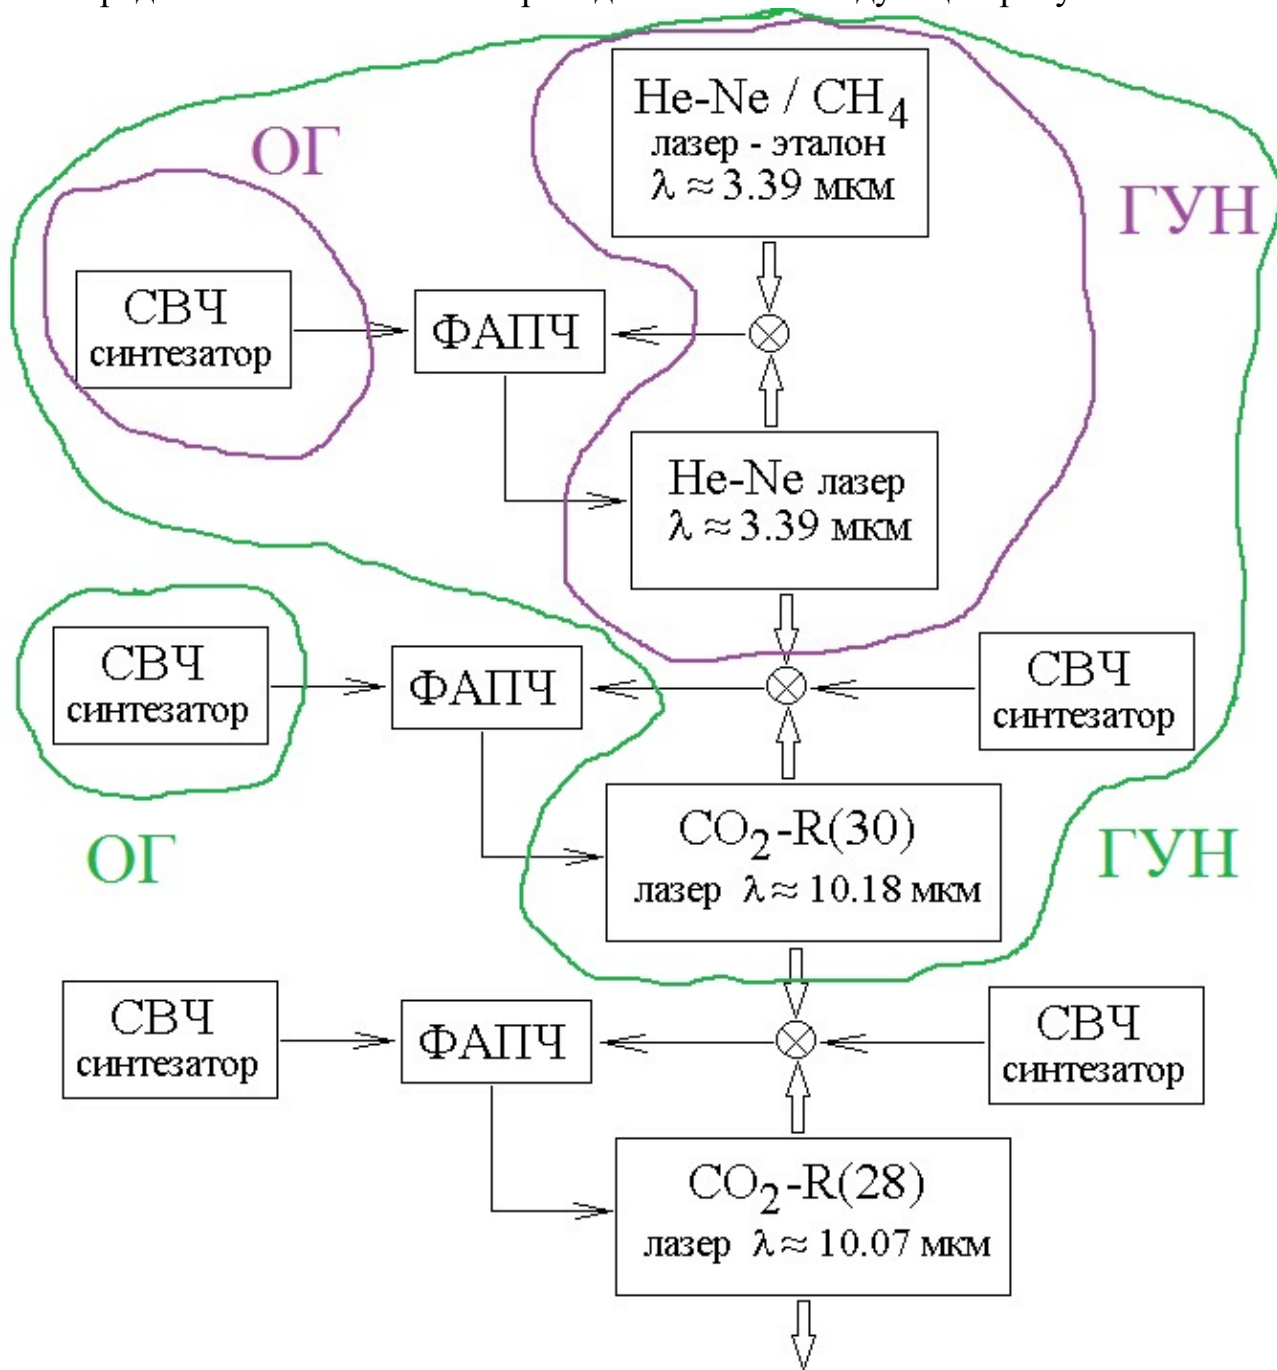 He-Ne / CH4
лазер - эталон
λ ≈ 3.39 мкм
ОГ
ГУН
СВЧ
синтезатор
ФАПЧ
He-Ne лазер
λ ≈ 3.39 мкм
СВЧ
синтезатор
ФАПЧ
СВЧ
синтезатор
CO2-R(30)
лазер λ ≈ 10.18 мкм
ОГ
ГУН
СВЧ
синтезатор
ФАПЧ
СВЧ
синтезатор
CO2-R(28)
лазер λ ≈ 10.07 мкм